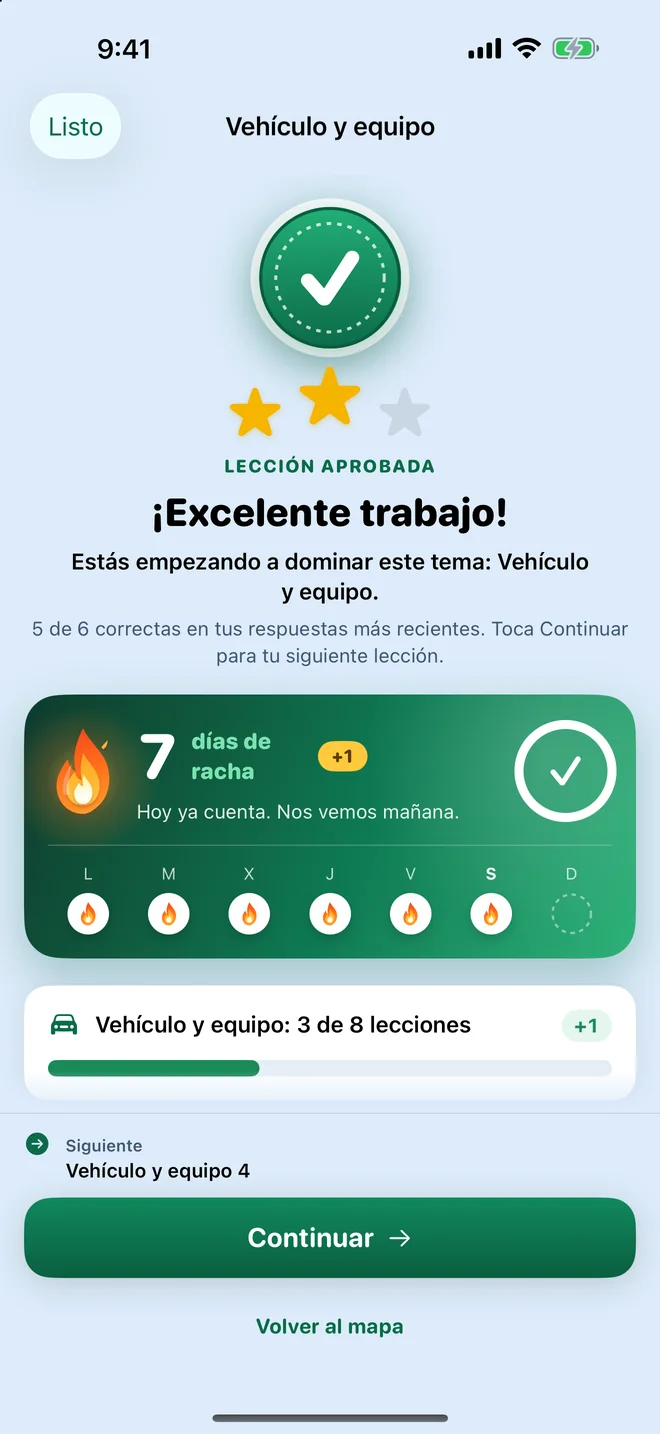 9:41
Listo
Vehículo y equipo
LECCIÓN APROBADA
¡Excelente trabajo!
Estás empezando a dominar este tema: Vehículo
y equipo.
5 de 6 correctas en tus respuestas más recientes. Toca Continuar
para tu siguiente lección.
7 días de
racha
+1
Hoy ya cuenta. Nos vemos mañana.
L M X J V S D
Vehículo y equipo: 3 de 8 lecciones +1
Siguiente
Vehículo y equipo 4
Continuar
Volver al mapa